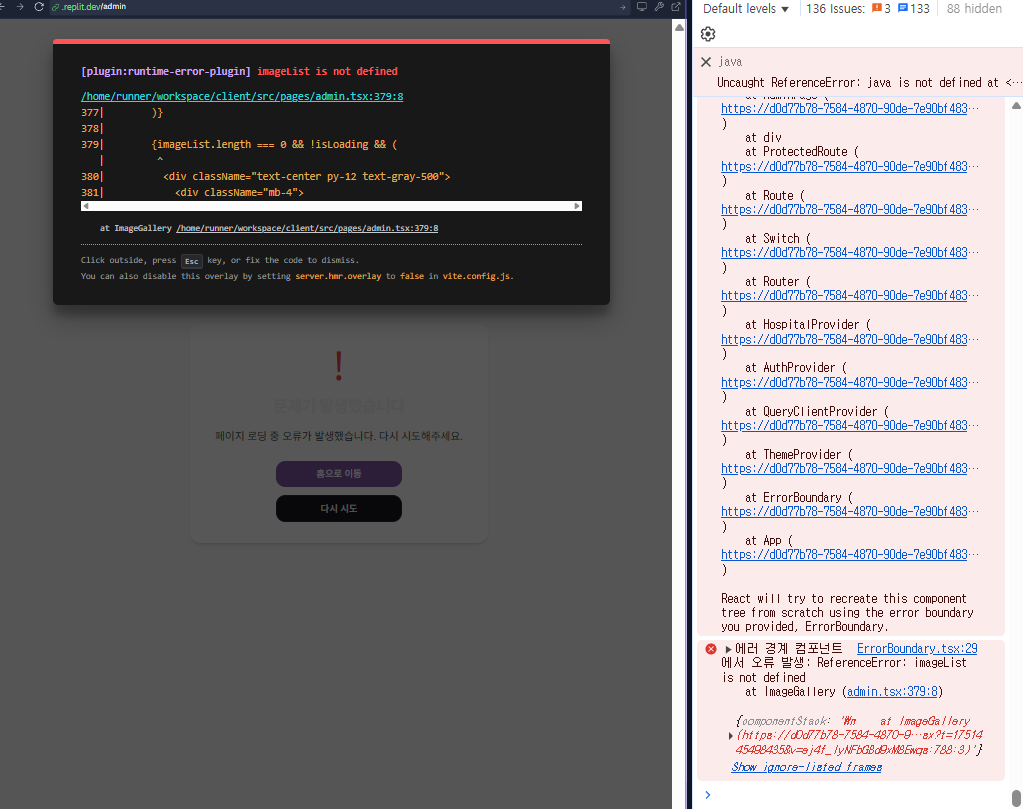 .replit.dev/admin
[plugin:runtime-error-plugin] imageList is not defined
/home/runner/workspace/client/src/pages/admin.tsx:379:8
377|        )}
378|
379|        {imageList.length === 0 && !isLoading && (
   |         ^
380|          <div className="text-center py-12 text-gray-500">
381|            <div className="mb-4">
at ImageGallery /home/runner/workspace/client/src/pages/admin.tsx:379:8
Click outside, press Esc key, or fix the code to dismiss.
You can also disable this overlay by setting server.hmr.overlay to false in vite.config.js.
문제가 발생했습니다
페이지 로딩 중 오류가 발생했습니다. 다시 시도해주세요.
홈으로 이동
다시 시도
Default levels ▼ 136 Issues: 3 133 88 hidden
java
Uncaught ReferenceError: java is not defined at <…
https://d0d77b78-7584-4870-90de-7e90bf483…
)
at div
at ProtectedRoute (
https://d0d77b78-7584-4870-90de-7e90bf483…
)
at Route (
https://d0d77b78-7584-4870-90de-7e90bf483…
)
at Switch (
https://d0d77b78-7584-4870-90de-7e90bf483…
)
at Router (
https://d0d77b78-7584-4870-90de-7e90bf483…
)
at HospitalProvider (
https://d0d77b78-7584-4870-90de-7e90bf483…
)
at AuthProvider (
https://d0d77b78-7584-4870-90de-7e90bf483…
)
at QueryClientProvider (
https://d0d77b78-7584-4870-90de-7e90bf483…
)
at ThemeProvider (
https://d0d77b78-7584-4870-90de-7e90bf483…
)
at ErrorBoundary (
https://d0d77b78-7584-4870-90de-7e90bf483…
)
at App (
https://d0d77b78-7584-4870-90de-7e90bf483…
)
React will try to recreate this component
tree from scratch using the error boundary
you provided, ErrorBoundary.
▶에러 경계 컴포넌트 ErrorBoundary.tsx:29
에서 오류 발생: ReferenceError: imageList
is not defined
at ImageGallery (admin.tsx:379:8)
{componentStack: '₩n    at ImageGallery
Show ignore-listed frames